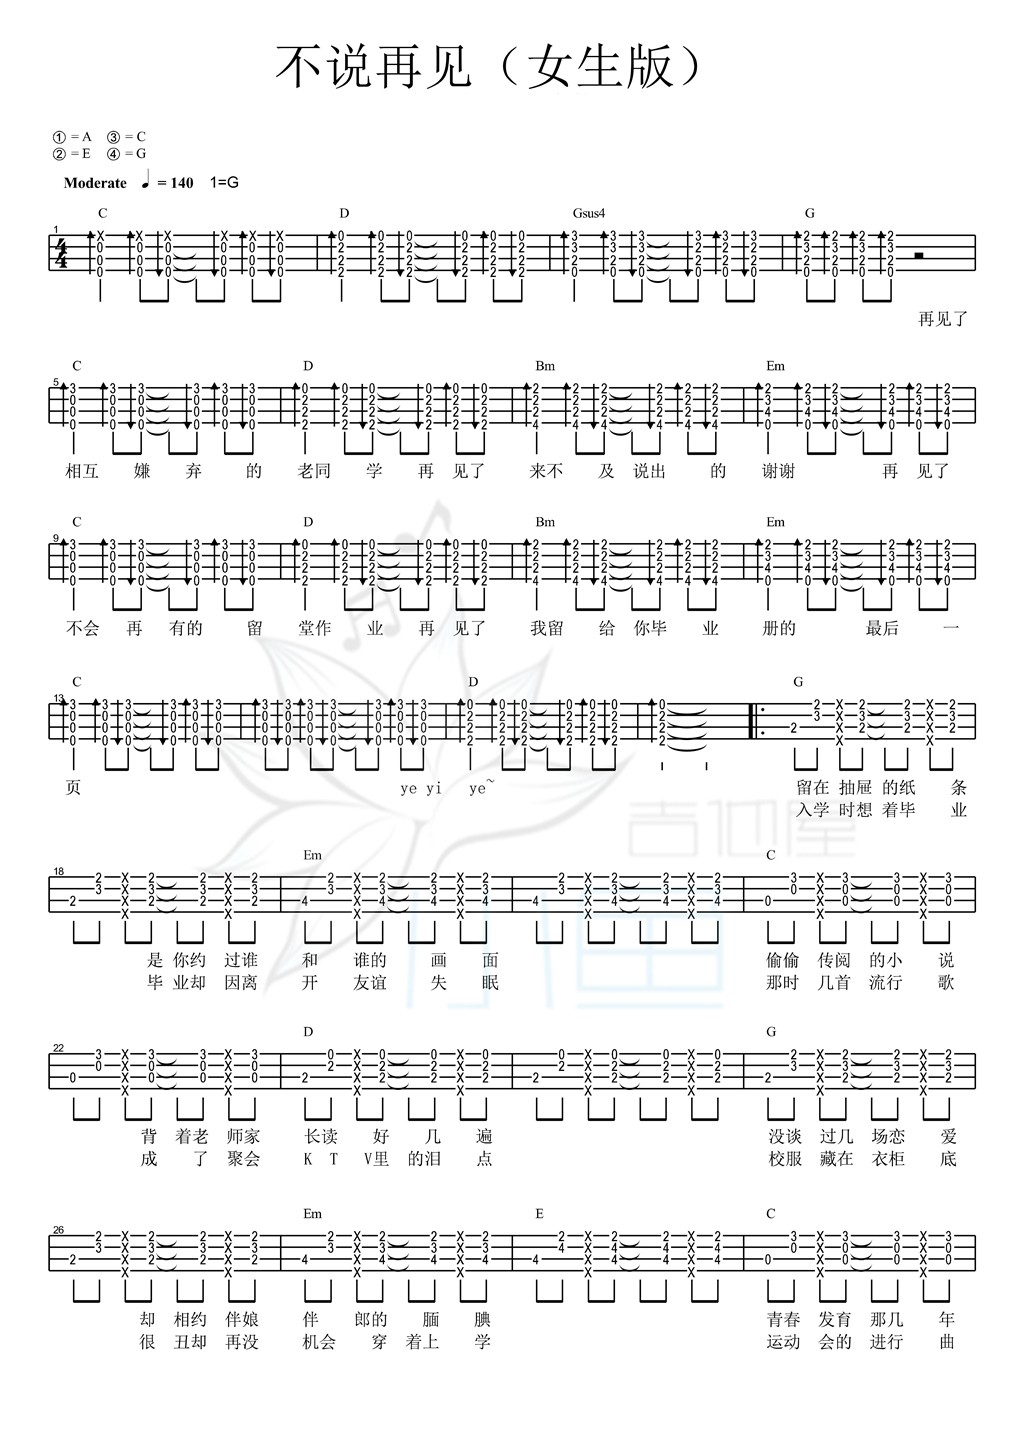 不说再见（女生版）
① = A ③ = C
② = E ④ = G
Moderate ♩ = 140 1=G
C D Gsus4 G
再见了
C D Bm Em
相互 嫌 弃 的 老同 学 再 见了 来不 及 说出 的 谢谢 再 见了
C D Bm Em
不会 再 有的 留 堂作 业 再 见了 我留 给 你毕 业 册的 最后 一
C D G
页 ye yi ye~ 留在 抽屉 的纸 条
入学 时想 着毕 业
Em C
是 你约 过谁 和 谁的 画 面 偷偷 传阅 的小 说
毕 业却 因离 开 友谊 失 眠 那时 几首 流行 歌
D G
背 着老 师家 长读 好 几 遍 没谈 过几 场恋 爱
成 了 聚会 K T V里 的泪 点 校服 藏在 衣柜 底
Em E C
却 相约 伴娘 伴 郎的 腼 腆 青春 发育 那几 年
很 丑却 再没 机会 穿 着上 学 运动 会的 进行 曲
吉他屋
小鱼